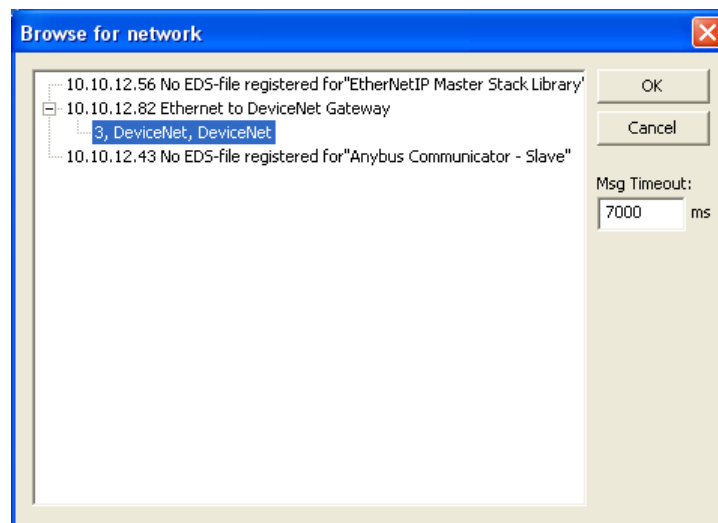 Browse for network
10.10.12.56 No EDS-file registered for"EtherNetIP Master Stack Library'
10.10.12.82 Ethernet to DeviceNet Gateway
3, DeviceNet, DeviceNet
10.10.12.43 No EDS-file registered for"Anybus Communicator - Slave"
OK
Cancel
Msg Timeout:
7000 ms